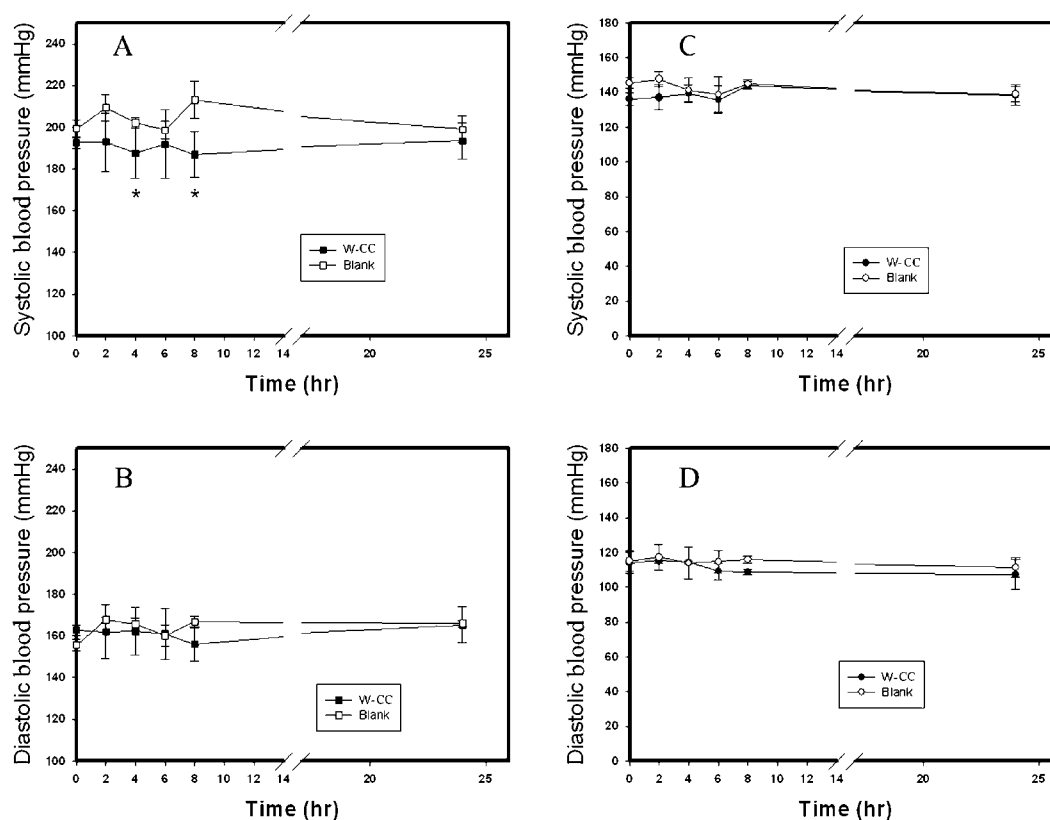 A
Systolic blood pressure (mmHg)
240
220
200
180
160
140
120
100
* *
W-CC
Blank
0 2 4 6 8 10 12 14 20 25
Time (hr)
C
Systolic blood pressure (mmHg)
180
160
140
120
100
80
60
40
20
0
W-CC
Blank
0 2 4 6 8 10 12 14 20 25
Time (hr)
B
Diastolic blood pressure (mmHg)
240
220
200
180
160
140
120
100
W-CC
Blank
0 2 4 6 8 10 12 14 20 25
Time (hr)
D
Diastolic blood pressure (mmHg)
180
160
140
120
100
80
60
40
20
0
W-CC
Blank
0 2 4 6 8 10 12 14 20 25
Time (hr)